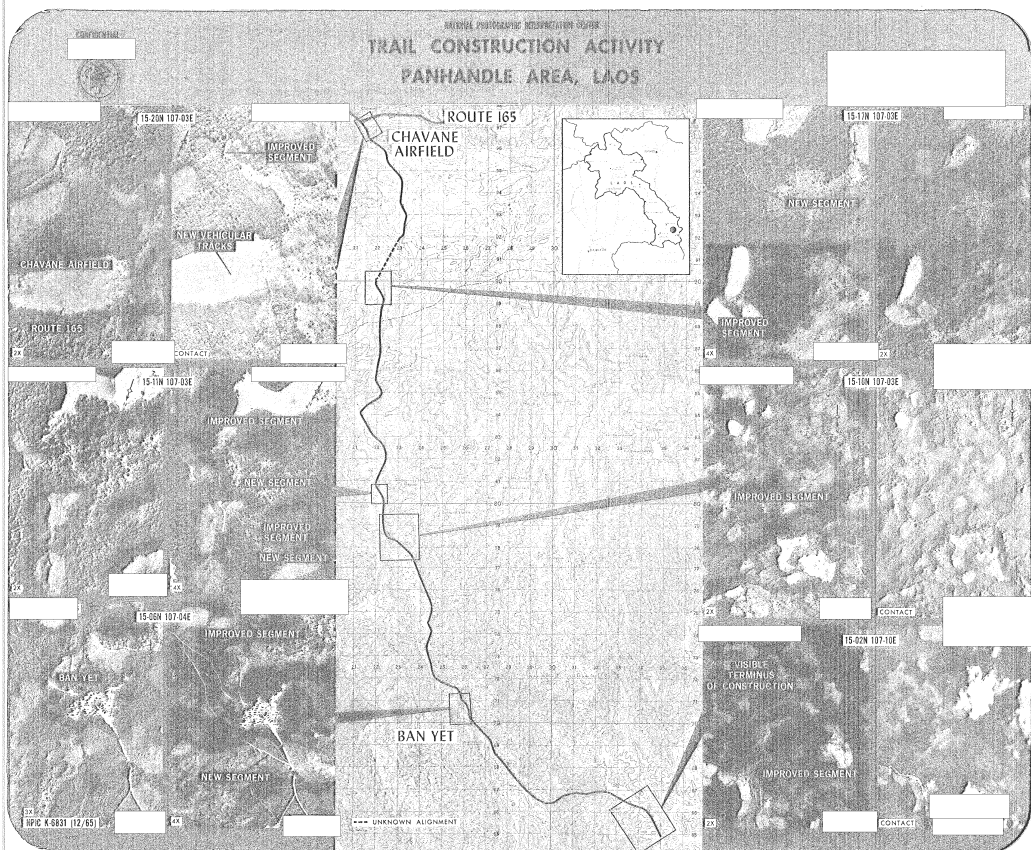 NATIONAL PHOTOGRAPHIC INTERPRETATION CENTER
CONFIDENTIAL
TRAIL CONSTRUCTION ACTIVITY
PANHANDLE AREA, LAOS
15-20N 107-03E
IMPROVED
SEGMENT
NEW VEHICULAR
TRACKS
CHAVANE AIRFIELD
ROUTE 165
2X
CONTACT
ROUTE 165
CHAVANE
AIRFIELD
LAOS
15-17N 107-03E
NEW SEGMENT
IMPROVED
SEGMENT
4X
2X
15-11N 107-03E
IMPROVED SEGMENT
NEW SEGMENT
IMPROVED
SEGMENT
NEW SEGMENT
2X
4X
15-10N 107-03E
IMPROVED SEGMENT
2X
CONTACT
15-06N 107-04E
IMPROVED SEGMENT
BAN YET
NEW SEGMENT
2X
4X
NPIC K-6831 (12/65)
BAN YET
UNKNOWN ALIGNMENT
15-02N 107-10E
VISIBLE
TERMINUS
OF CONSTRUCTION
IMPROVED SEGMENT
2X
CONTACT